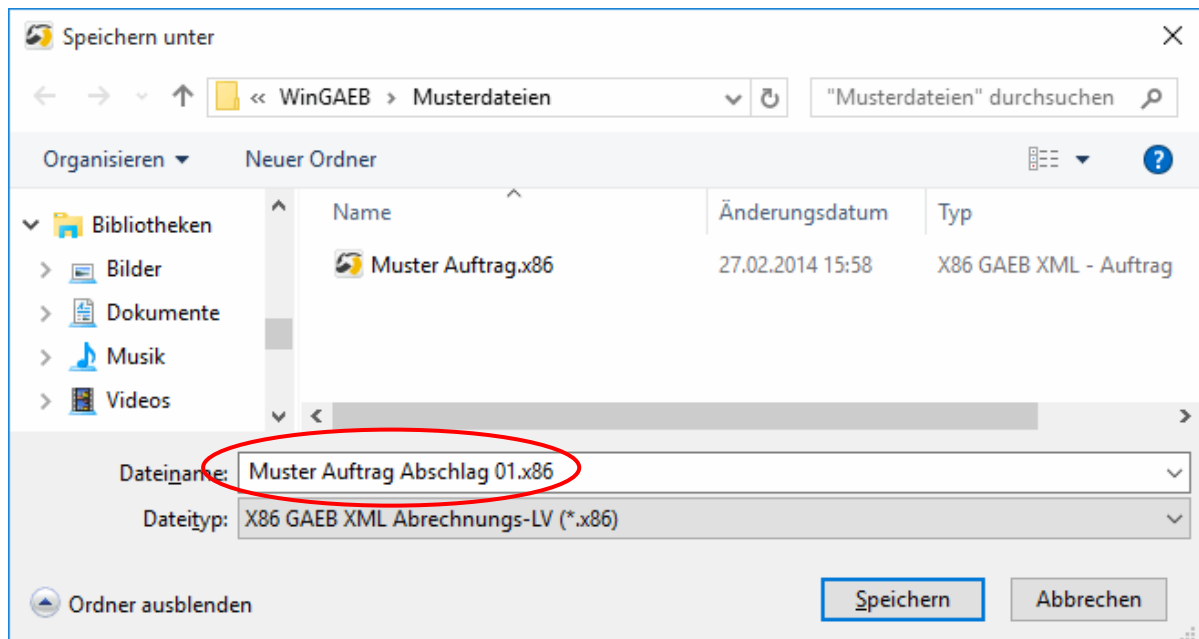 Speichern unter
« WinGAEB > Musterdateien
"Musterdateien" durchsuchen
Organisieren
Neuer Ordner
Bibliotheken
Bilder
Dokumente
Musik
Videos
Name Änderungsdatum Typ
Muster Auftrag.x86 27.02.2014 15:58 X86 GAEB XML - Auftrag
Dateiname: Muster Auftrag Abschlag 01.x86
Dateityp: X86 GAEB XML Abrechnungs-LV (*.x86)
Ordner ausblenden
Speichern
Abbrechen